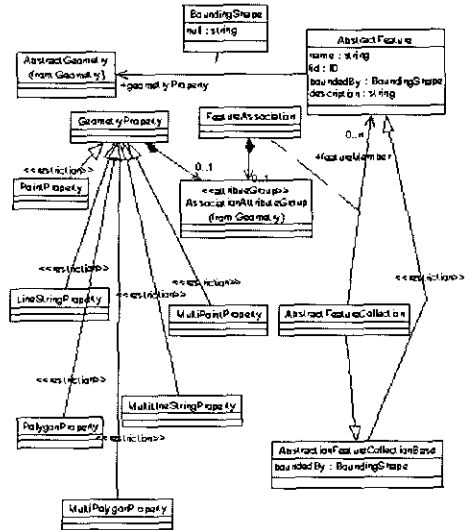 BoundingShape
null : string
AbstractFeature
name : string
fid : ID
boundedBy : BoundingShape
description : string
AbstractGeometry
(from Geometry)
+geometryProperty
GeometryProperty
FeatureAssociation
0..n
+featureMember
<<restriction>>
0..1
0..1
PointProperty
<<attributeGroup>>
AssociationAttributeGroup
(from Geometry)
<<restriction>>
<<restriction>>
<<restriction>>
<<restriction>>
LineStringProperty
MultiPointProperty
AbstractFeatureCollection
<<restriction>>
<<restriction>>
MultiLineStringProperty
PolygonProperty
<<restriction>>
AbstractionFeatureCollectionBase
boundedBy : BoundingShape
MultiPolygonProperty